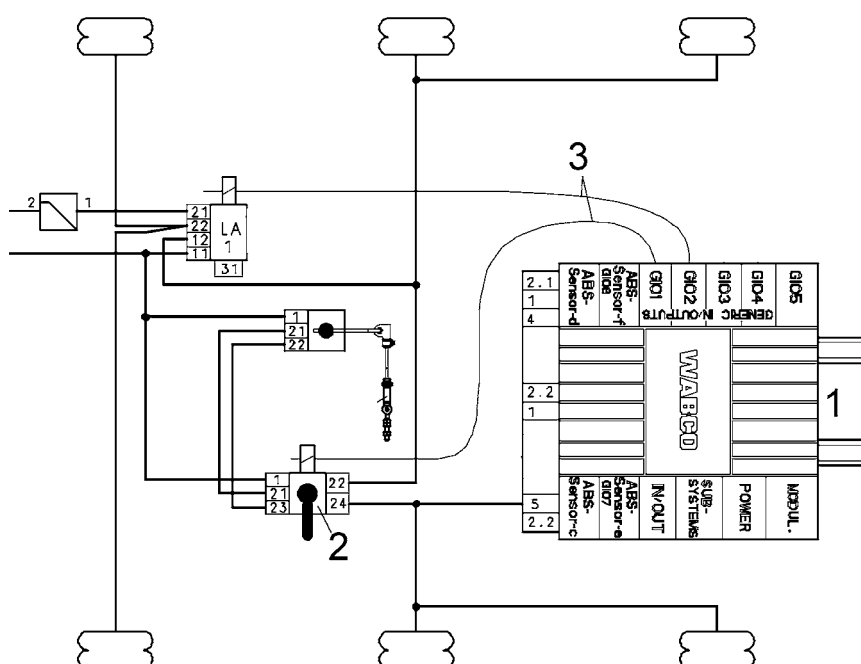 3
2
1
21
22
12
11
LA
1
31
2.1
1
4
2.2
1
5
2.2
ABS-
Sensor-d
ABS-
Sensor-f
GIO6
GIO1
GIO2
GIO3
GIO4
GIO5
GENERIC IN/OUTPUTS
WABCO
1
1
21
22
1
21
23
22
24
2
ABS-
Sensor-c
ABS-
Sensor-e
GIO7
IN/OUT
SUB-
SYSTEMS
POWER
MODUL.